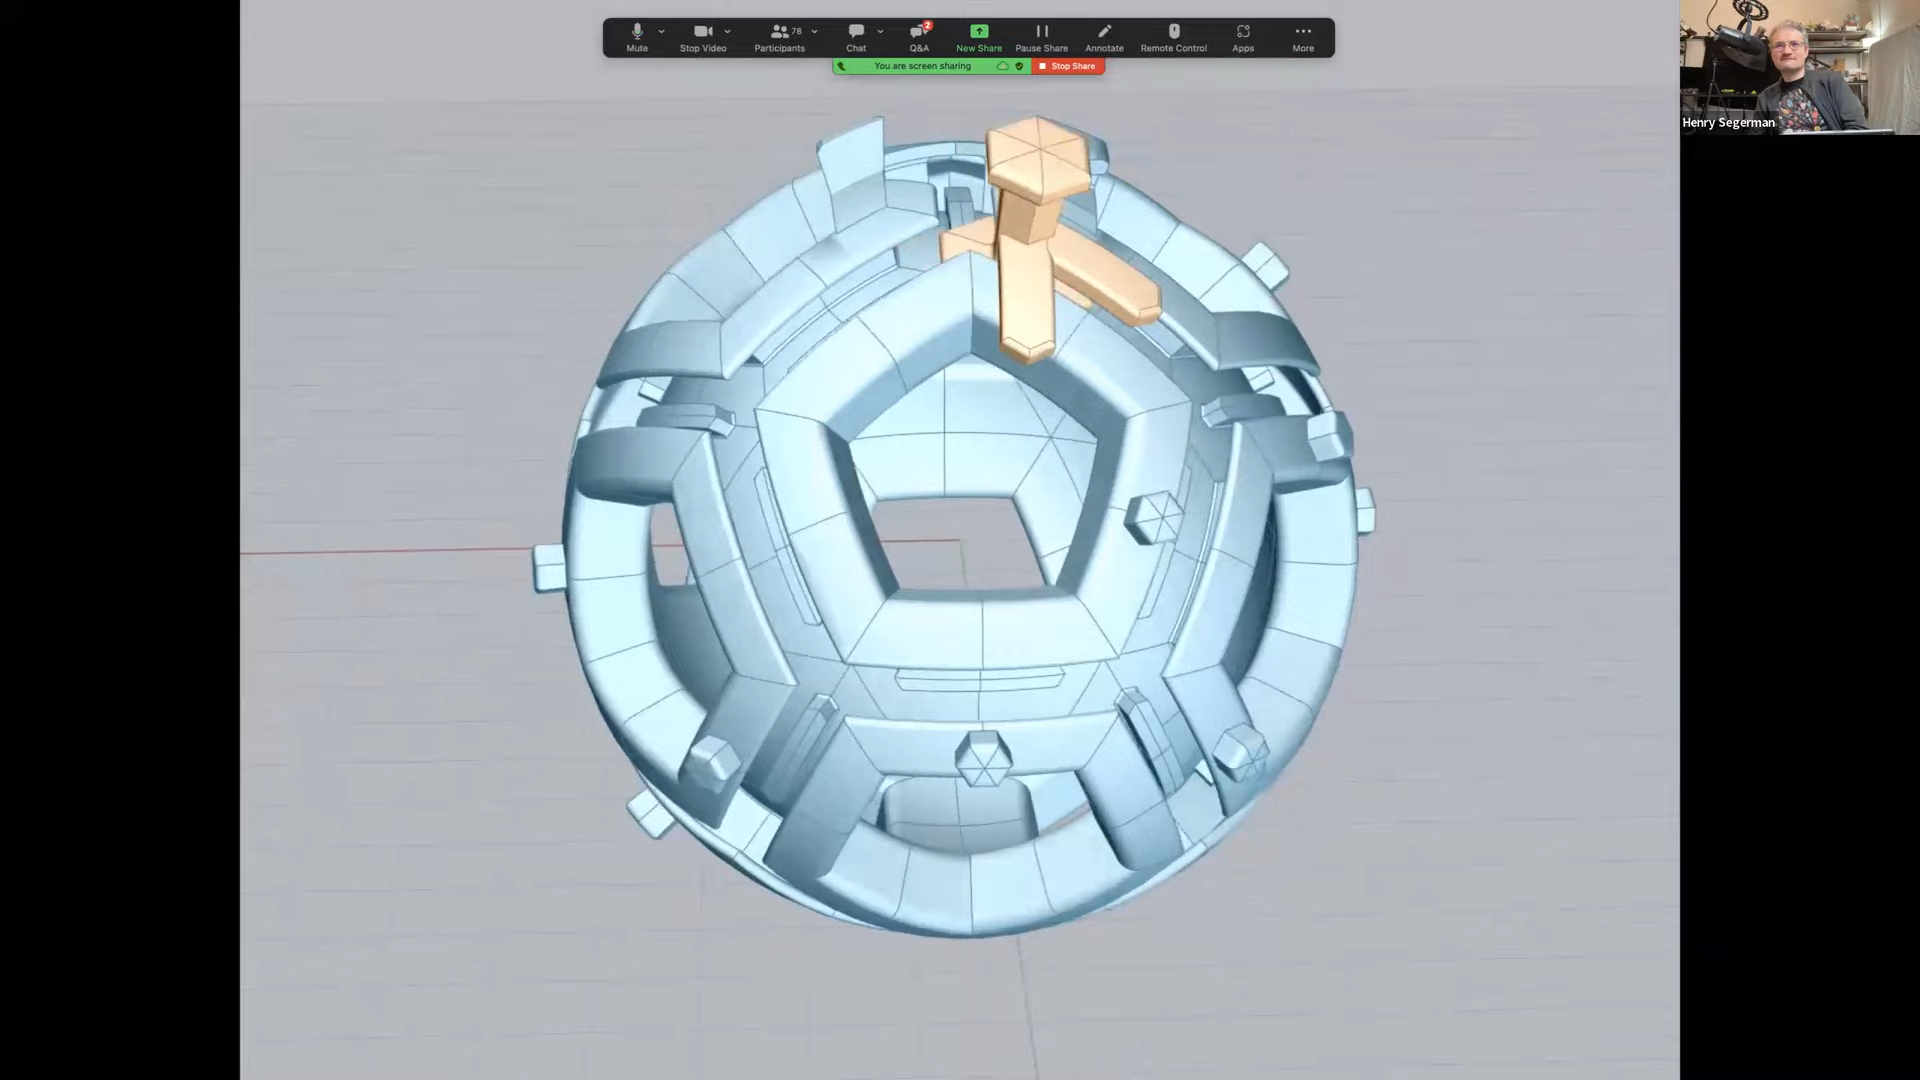 Mute
Stop Video
78
Participants
Chat
2
Q&A
New Share
Pause Share
Annotate
Remote Control
Apps
More
You are screen sharing
Stop Share
Henry Segerman